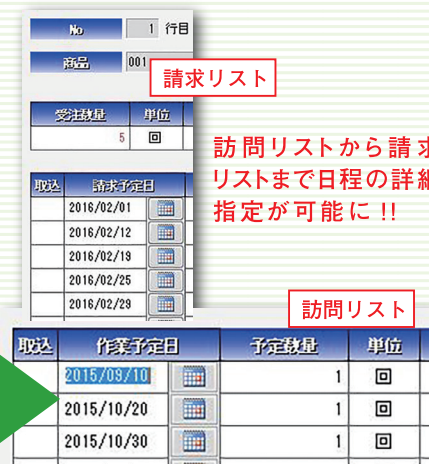 No 1 行目
商品 001
請求リスト
受注数量 単位
5 回
訪問リストから請求
リストまで日程の詳細
指定が可能に!!
取込 請求予定日
2016/02/01
2016/02/12
2016/02/19
2016/02/25
2016/02/29
訪問リスト
取込 作業予定日 予定数量 単位
2015/09/10 1 回
2015/10/20 1 回
2015/10/30 1 回